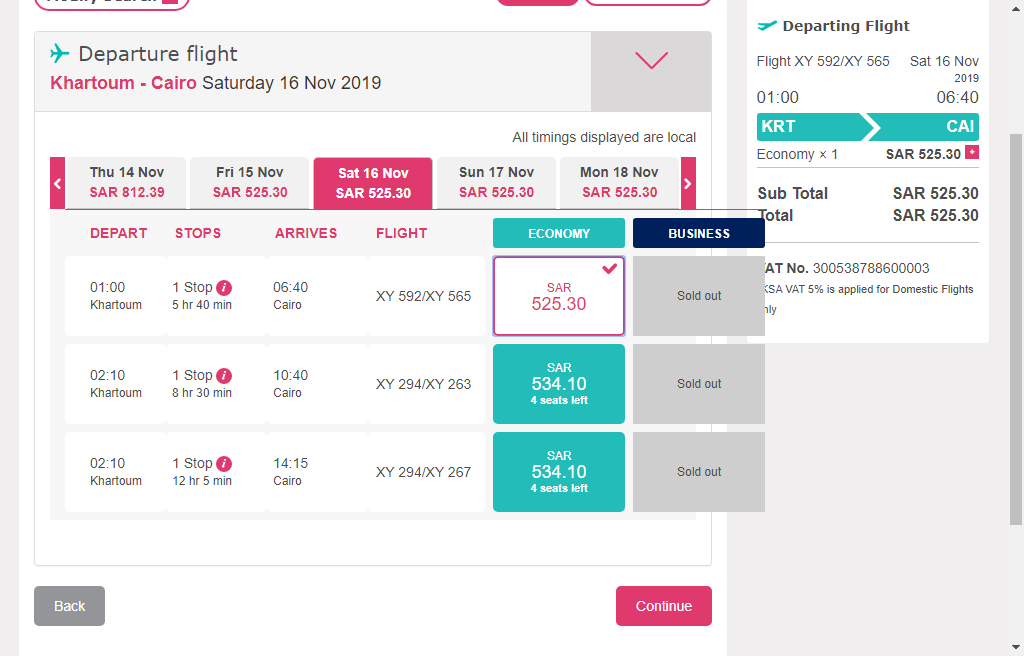 Departure flight
Khartoum - Cairo Saturday 16 Nov 2019
All timings displayed are local
Thu 14 Nov
SAR 812.39
Fri 15 Nov
SAR 525.30
Sat 16 Nov
SAR 525.30
Sun 17 Nov
SAR 525.30
Mon 18 Nov
SAR 525.30
DEPART STOPS ARRIVES FLIGHT ECONOMY BUSINESS
01:00
Khartoum
1 Stop i
5 hr 40 min
06:40
Cairo
XY 592/XY 565
SAR
525.30
Sold out
02:10
Khartoum
1 Stop i
8 hr 30 min
10:40
Cairo
XY 294/XY 263
SAR
534.10
4 seats left
Sold out
02:10
Khartoum
1 Stop i
12 hr 5 min
14:15
Cairo
XY 294/XY 267
SAR
534.10
4 seats left
Sold out
Back
Continue
Departing Flight
Flight XY 592/XY 565 Sat 16 Nov
2019
01:00 06:40
KRT CAI
Economy × 1 SAR 525.30 +
Sub Total SAR 525.30
Total SAR 525.30
AT No. 300538788600003
KSA VAT 5% is applied for Domestic Flights